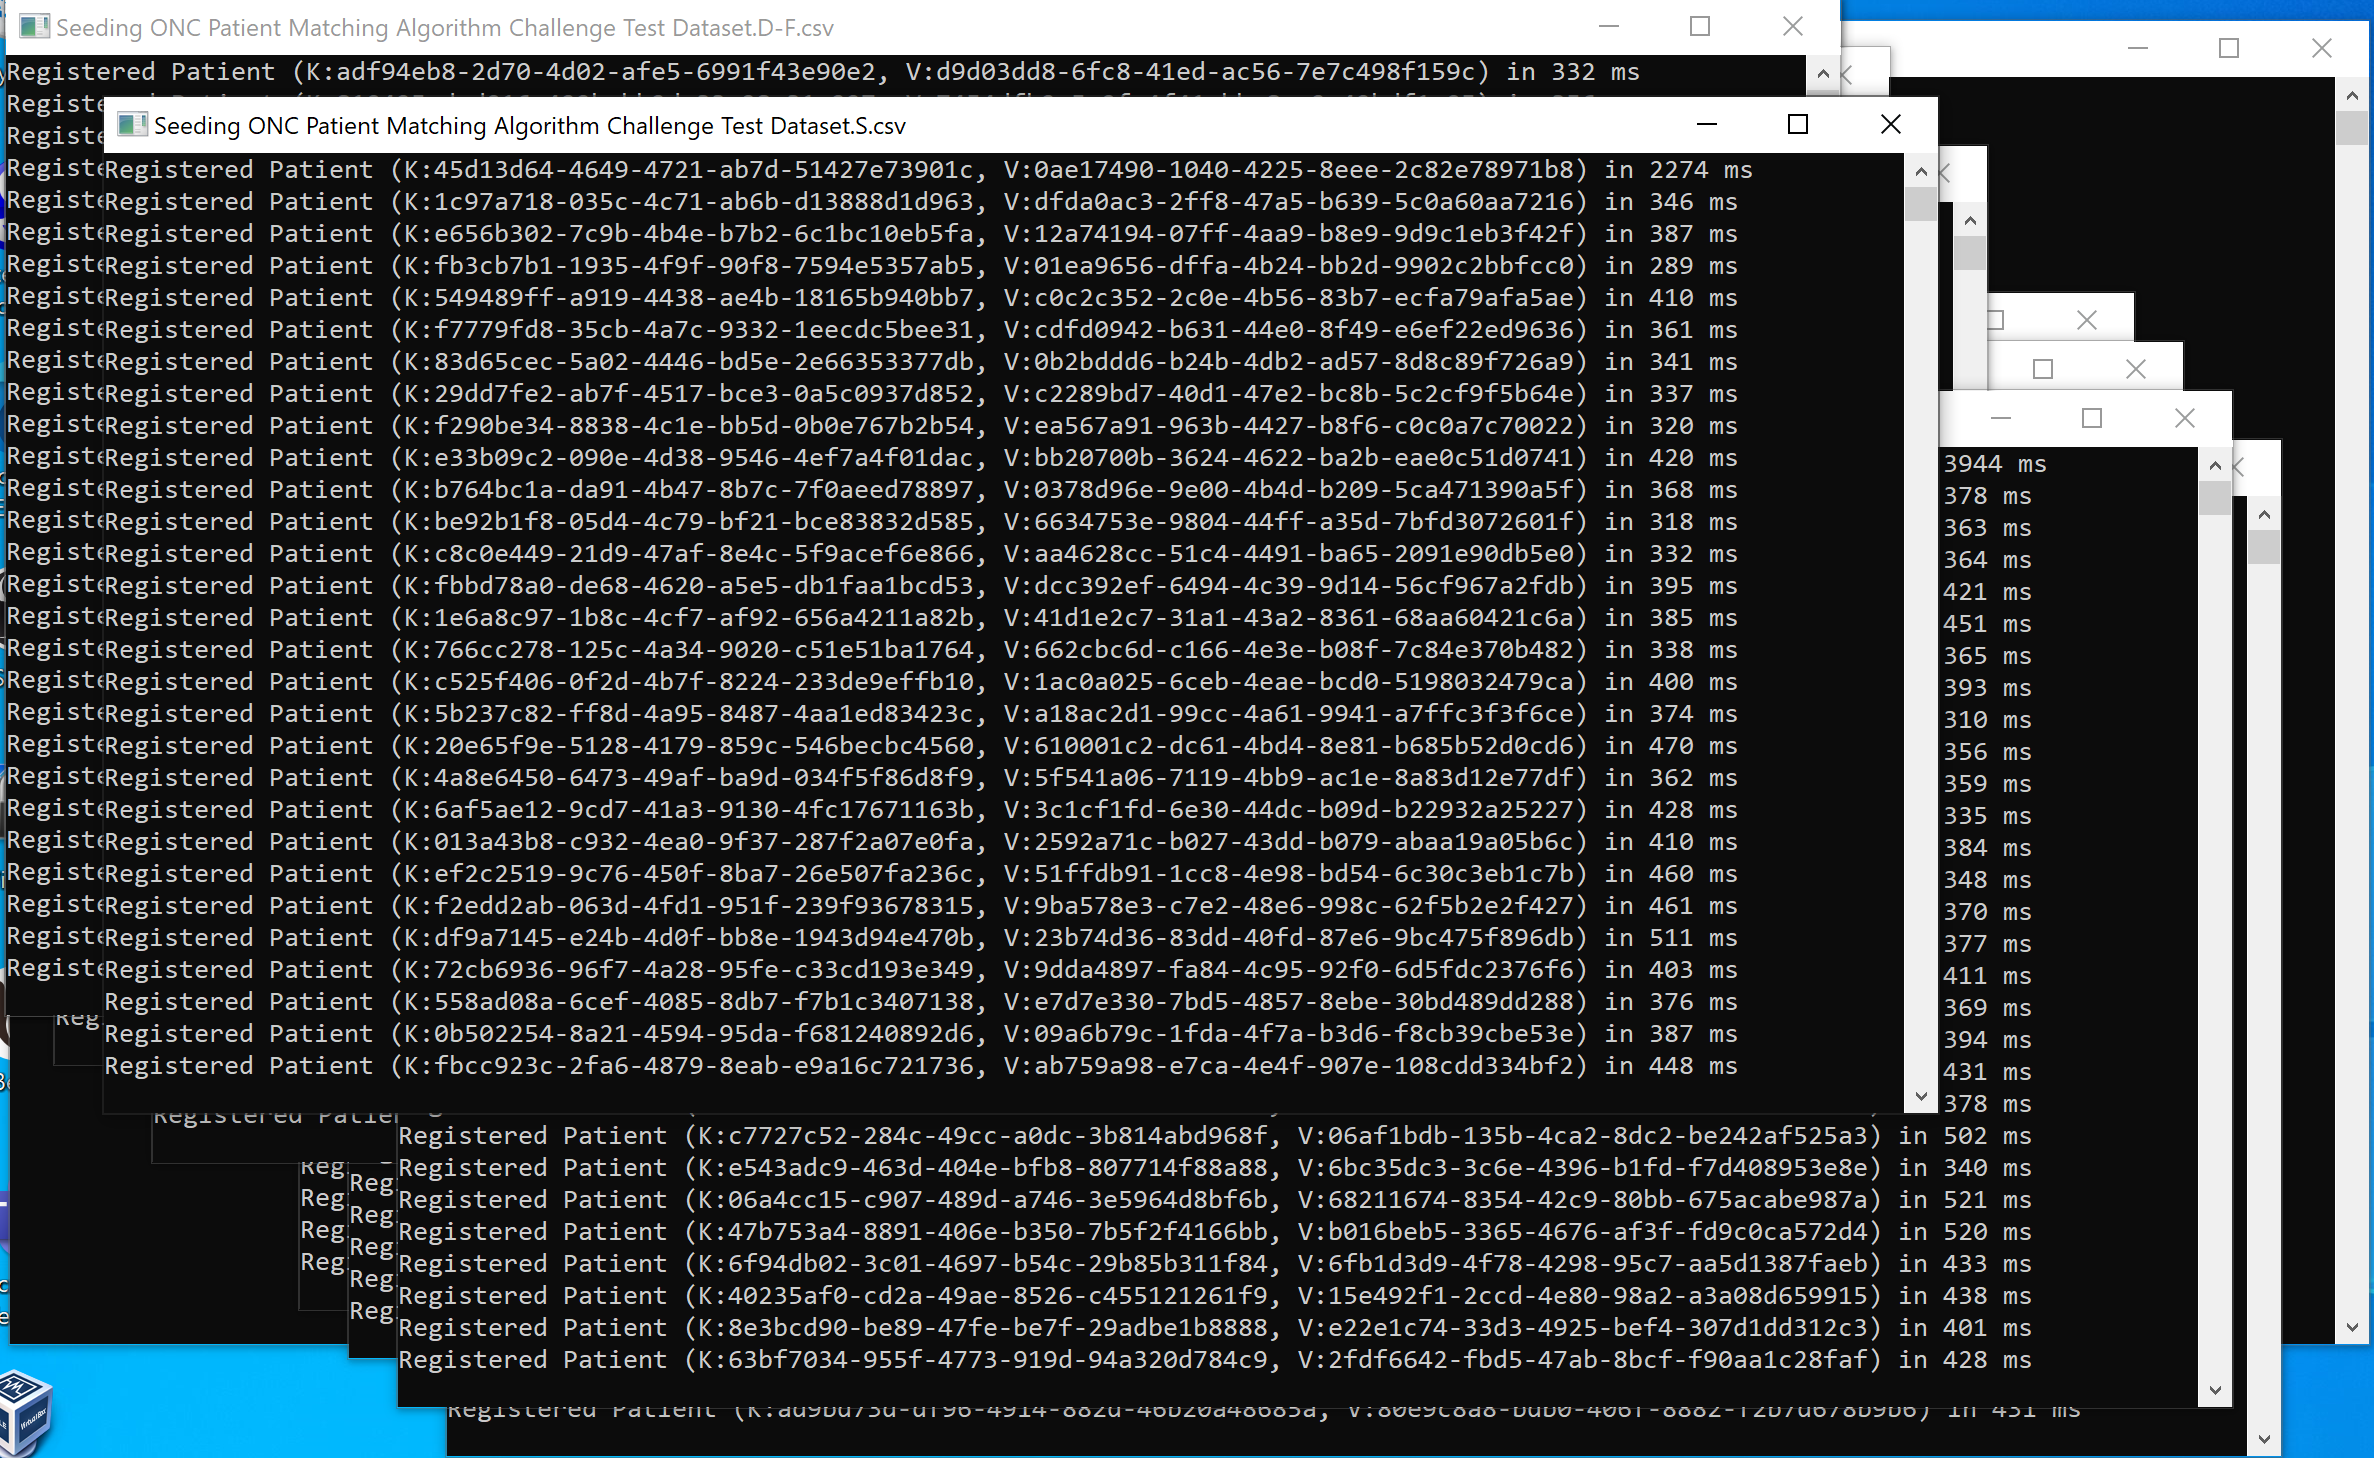 Seeding ONC Patient Matching Algorithm Challenge Test Dataset.D-F.csv
Registered Patient (K:adf94eb8-2d70-4d02-afe5-6991f43e90e2, V:d9d03dd8-6fc8-41ed-ac56-7e7c498f159c) in 332 ms
Seeding ONC Patient Matching Algorithm Challenge Test Dataset.S.csv
Registered Patient (K:45d13d64-4649-4721-ab7d-51427e73901c, V:0ae17490-1040-4225-8eee-2c82e78971b8) in 2274 ms
Registered Patient (K:1c97a718-035c-4c71-ab6b-d13888d1d963, V:dfda0ac3-2ff8-47a5-b639-5c0a60aa7216) in 346 ms
Registered Patient (K:e656b302-7c9b-4b4e-b7b2-6c1bc10eb5fa, V:12a74194-07ff-4aa9-b8e9-9d9c1eb3f42f) in 387 ms
Registered Patient (K:fb3cb7b1-1935-4f9f-90f8-7594e5357ab5, V:01ea9656-dffa-4b24-bb2d-9902c2bbfcc0) in 289 ms
Registered Patient (K:549489ff-a919-4438-ae4b-18165b940bb7, V:c0c2c352-2c0e-4b56-83b7-ecfa79afa5ae) in 410 ms
Registered Patient (K:f7779fd8-35cb-4a7c-9332-1eecdc5bee31, V:cdfd0942-b631-44e0-8f49-e6ef22ed9636) in 361 ms
Registered Patient (K:83d65cec-5a02-4446-bd5e-2e66353377db, V:0b2bddd6-b24b-4db2-ad57-8d8c89f726a9) in 341 ms
Registered Patient (K:29dd7fe2-ab7f-4517-bce3-0a5c0937d852, V:c2289bd7-40d1-47e2-bc8b-5c2cf9f5b64e) in 337 ms
Registered Patient (K:f290be34-8838-4c1e-bb5d-0b0e767b2b54, V:ea567a91-963b-4427-b8f6-c0c0a7c70022) in 320 ms
Registered Patient (K:e33b09c2-090e-4d38-9546-4ef7a4f01dac, V:bb20700b-3624-4622-ba2b-eae0c51d0741) in 420 ms
Registered Patient (K:b764bc1a-da91-4b47-8b7c-7f0aeed78897, V:0378d96e-9e00-4b4d-b209-5ca471390a5f) in 368 ms
Registered Patient (K:be92b1f8-05d4-4c79-bf21-bce83832d585, V:6634753e-9804-44ff-a35d-7bfd3072601f) in 318 ms
Registered Patient (K:c8c0e449-21d9-47af-8e4c-5f9acef6e866, V:aa4628cc-51c4-4491-ba65-2091e90db5e0) in 332 ms
Registered Patient (K:fbbd78a0-de68-4620-a5e5-db1faa1bcd53, V:dcc392ef-6494-4c39-9d14-56cf967a2fdb) in 395 ms
Registered Patient (K:1e6a8c97-1b8c-4cf7-af92-656a4211a82b, V:41d1e2c7-31a1-43a2-8361-68aa60421c6a) in 385 ms
Registered Patient (K:766cc278-125c-4a34-9020-c51e51ba1764, V:662cbc6d-c166-4e3e-b08f-7c84e370b482) in 338 ms
Registered Patient (K:c525f406-0f2d-4b7f-8224-233de9effb10, V:1ac0a025-6ceb-4eae-bcd0-5198032479ca) in 400 ms
Registered Patient (K:5b237c82-ff8d-4a95-8487-4aa1ed83423c, V:a18ac2d1-99cc-4a61-9941-a7ffc3f3f6ce) in 374 ms
Registered Patient (K:20e65f9e-5128-4179-859c-546becbc4560, V:610001c2-dc61-4bd4-8e81-b685b52d0cd6) in 470 ms
Registered Patient (K:4a8e6450-6473-49af-ba9d-034f5f86d8f9, V:5f541a06-7119-4bb9-ac1e-8a83d12e77df) in 362 ms
Registered Patient (K:6af5ae12-9cd7-41a3-9130-4fc17671163b, V:3c1cf1fd-6e30-44dc-b09d-b22932a25227) in 428 ms
Registered Patient (K:013a43b8-c932-4ea0-9f37-287f2a07e0fa, V:2592a71c-b027-43dd-b079-abaa19a05b6c) in 410 ms
Registered Patient (K:ef2c2519-9c76-450f-8ba7-26e507fa236c, V:51ffdb91-1cc8-4e98-bd54-6c30c3eb1c7b) in 460 ms
Registered Patient (K:f2edd2ab-063d-4fd1-951f-239f93678315, V:9ba578e3-c7e2-48e6-998c-62f5b2e2f427) in 461 ms
Registered Patient (K:df9a7145-e24b-4d0f-bb8e-1943d94e470b, V:23b74d36-83dd-40fd-87e6-9bc475f896db) in 511 ms
Registered Patient (K:72cb6936-96f7-4a28-95fe-c33cd193e349, V:9dda4897-fa84-4c95-92f0-6d5fdc2376f6) in 403 ms
Registered Patient (K:558ad08a-6cef-4085-8db7-f7b1c3407138, V:e7d7e330-7bd5-4857-8ebe-30bd489dd288) in 376 ms
Registered Patient (K:0b502254-8a21-4594-95da-f681240892d6, V:09a6b79c-1fda-4f7a-b3d6-f8cb39cbe53e) in 387 ms
Registered Patient (K:fbcc923c-2fa6-4879-8eab-e9a16c721736, V:ab759a98-e7ca-4e4f-907e-108cdd334bf2) in 448 ms
3944 ms
378 ms
363 ms
364 ms
421 ms
451 ms
365 ms
393 ms
310 ms
356 ms
359 ms
335 ms
384 ms
348 ms
370 ms
377 ms
411 ms
369 ms
394 ms
431 ms
378 ms
Registered Patient (K:c7727c52-284c-49cc-a0dc-3b814abd968f, V:06af1bdb-135b-4ca2-8dc2-be242af525a3) in 502 ms
Registered Patient (K:e543adc9-463d-404e-bfb8-807714f88a88, V:6bc35dc3-3c6e-4396-b1fd-f7d408953e8e) in 340 ms
Registered Patient (K:06a4cc15-c907-489d-a746-3e5964d8bf6b, V:68211674-8354-42c9-80bb-675acabe987a) in 521 ms
Registered Patient (K:47b753a4-8891-406e-b350-7b5f2f4166bb, V:b016beb5-3365-4676-af3f-fd9c0ca572d4) in 520 ms
Registered Patient (K:6f94db02-3c01-4697-b54c-29b85b311f84, V:6fb1d3d9-4f78-4298-95c7-aa5d1387faeb) in 433 ms
Registered Patient (K:40235af0-cd2a-49ae-8526-c455121261f9, V:15e492f1-2ccd-4e80-98a2-a3a08d659915) in 438 ms
Registered Patient (K:8e3bcd90-be89-47fe-be7f-29adbe1b8888, V:e22e1c74-33d3-4925-bef4-307d1dd312c3) in 401 ms
Registered Patient (K:63bf7034-955f-4773-919d-94a320d784c9, V:2fdf6642-fbd5-47ab-8bcf-f90aa1c28faf) in 428 ms
Registered Patient (K:ad9bd73d-df96-4914-882d-46b20a48685a, V:80e9c8a8-bdb0-406f-8882-f2b7d678b9b6) in 431 ms